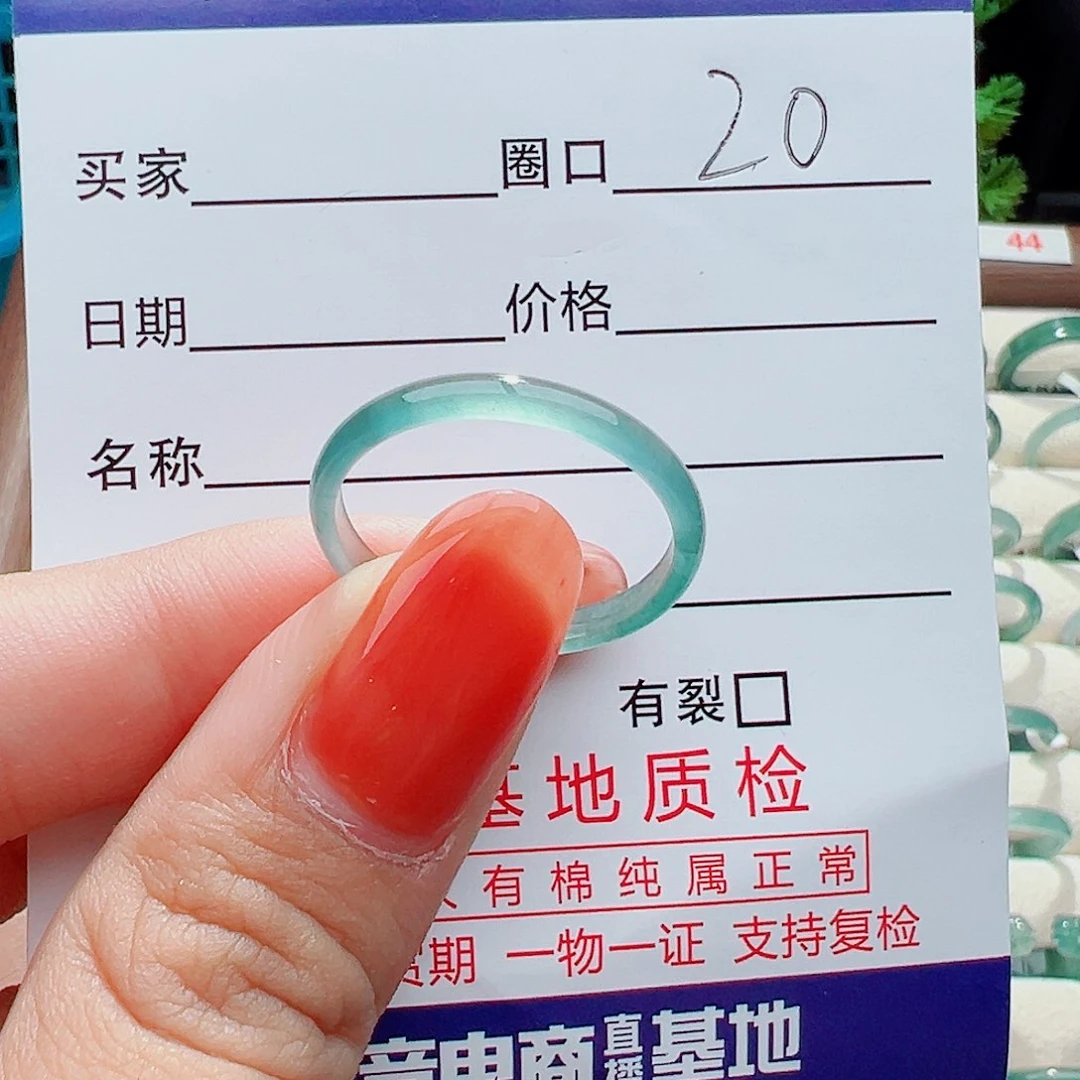 买家 圈口 20
日期 价格
名称
有裂
基地质检
有棉纯属正常
期 一物一证 支持复检
音电商直播基地
44